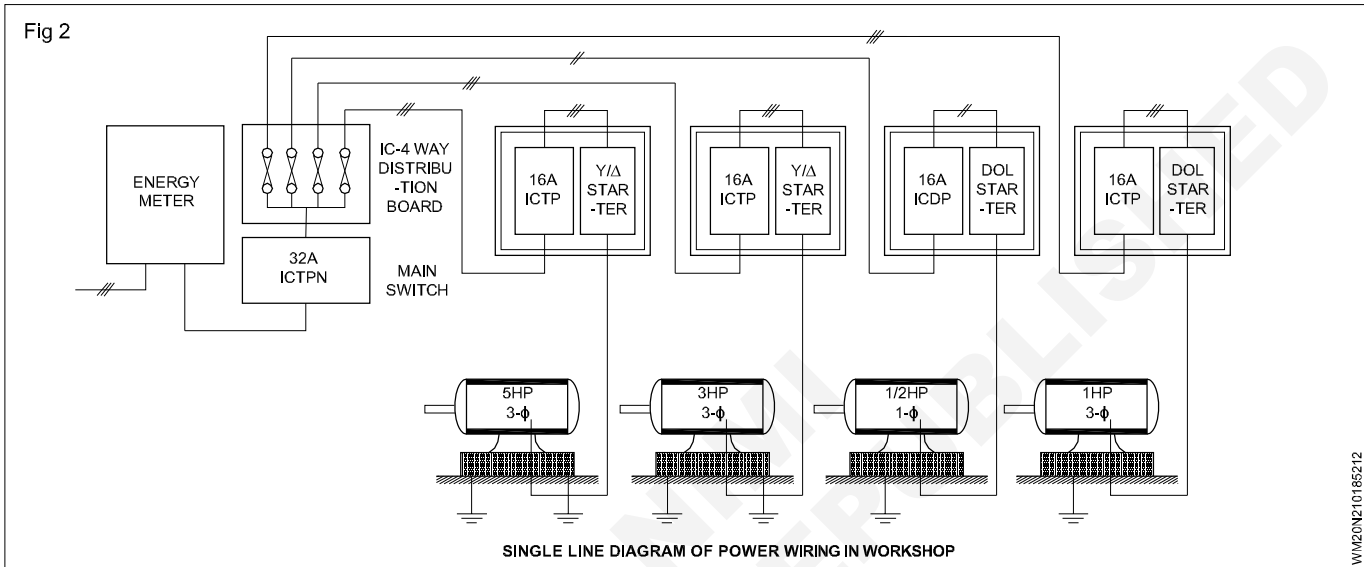 Fig 2
ENERGY
METER
IC-4 WAY
DISTRIBU
-TION
BOARD
32A
ICTPN
MAIN
SWITCH
16A
ICTP
Y/Δ
STAR
-TER
16A
ICTP
Y/Δ
STAR
-TER
16A
ICDP
DOL
STAR
-TER
16A
ICTP
DOL
STAR
-TER
5HP
3-ϕ
3HP
3-ϕ
1/2HP
1-ϕ
1HP
3-ϕ
SINGLE LINE DIAGRAM OF POWER WIRING IN WORKSHOP
WM20N210185212